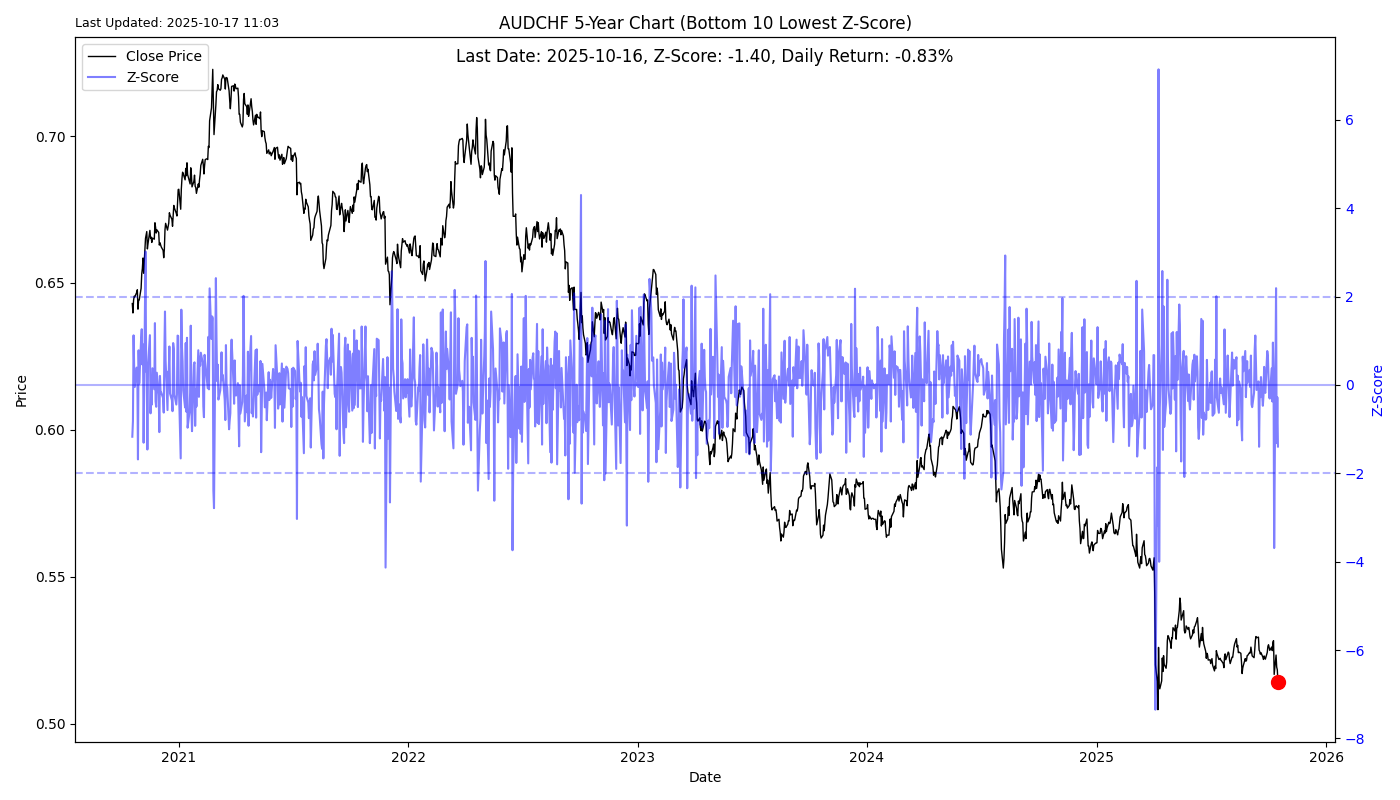 Last Updated: 2025-10-17 11:03
AUDCHF 5-Year Chart (Bottom 10 Lowest Z-Score)
Last Date: 2025-10-16, Z-Score: -1.40, Daily Return: -0.83%
Close Price
Z-Score
Price
0.70
0.65
0.60
0.55
0.50
6
4
2
0
−2
−4
−6
−8
Z-Score
2021
2022
2023
2024
2025
2026
Date